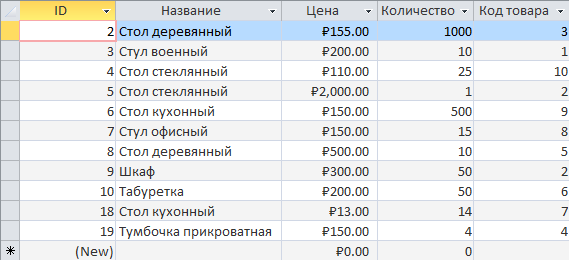 ID Название Цена Количество Код товара
2 Стол деревянный ₽155.00 1000 3
3 Стул военный ₽200.00 10 1
4 Стул стеклянный ₽110.00 25 10
5 Стол стеклянный ₽2,000.00 1 2
6 Стол кухонный ₽150.00 500 9
7 Стул офисный ₽150.00 15 8
8 Стол деревянный ₽500.00 10 5
9 Шкаф ₽300.00 50 2
10 Табуретка ₽200.00 50 6
18 Стол кухонный ₽13.00 14 7
19 Тумбочка прикроватная ₽150.00 4 4
(New) ₽0.00 0